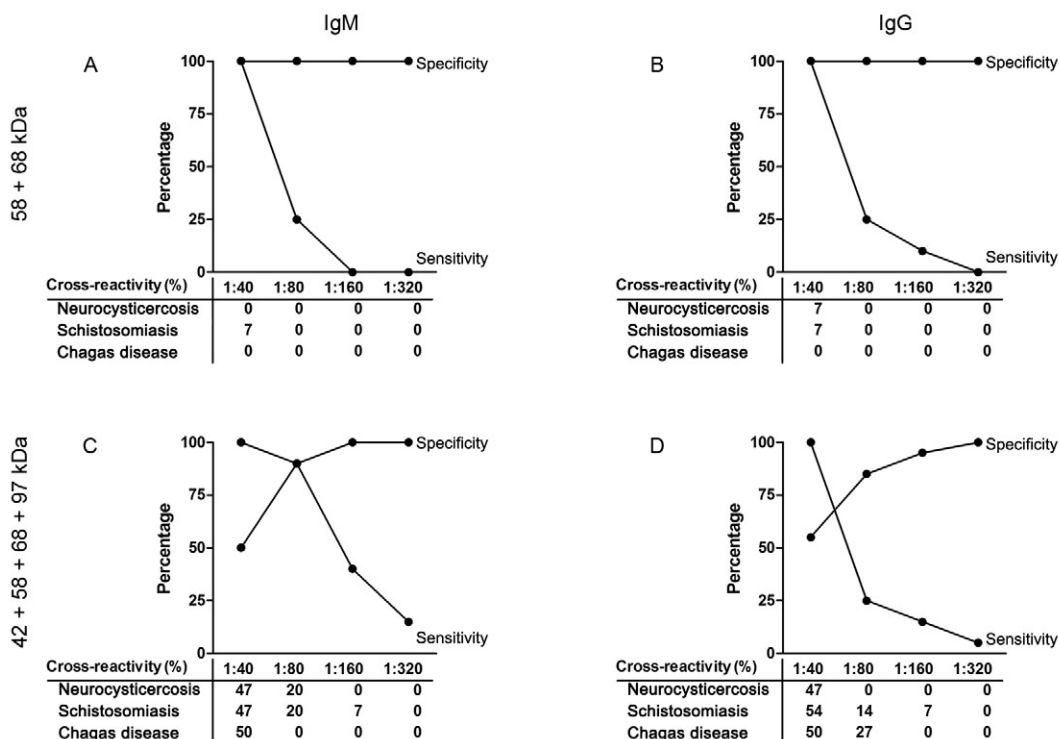 IgM
IgG
58 + 68 kDa
A
100
75
50
25
0
Percentage
Specificity
Sensitivity
Cross-reactivity (%) 1:40 1:80 1:160 1:320
Neurocysticercosis 0 0 0 0
Schistosomiasis 7 0 0 0
Chagas disease 0 0 0 0
B
100
75
50
25
0
Percentage
Specificity
Sensitivity
Cross-reactivity (%) 1:40 1:80 1:160 1:320
Neurocysticercosis 7 0 0 0
Schistosomiasis 7 0 0 0
Chagas disease 0 0 0 0
42 + 58 + 68 + 97 kDa
C
100
75
50
25
0
Percentage
Specificity
Sensitivity
Cross-reactivity (%) 1:40 1:80 1:160 1:320
Neurocysticercosis 47 20 0 0
Schistosomiasis 47 20 7 0
Chagas disease 50 0 0 0
D
100
75
50
25
0
Percentage
Specificity
Sensitivity
Cross-reactivity (%) 1:40 1:80 1:160 1:320
Neurocysticercosis 47 0 0 0
Schistosomiasis 54 14 7 0
Chagas disease 50 27 0 0